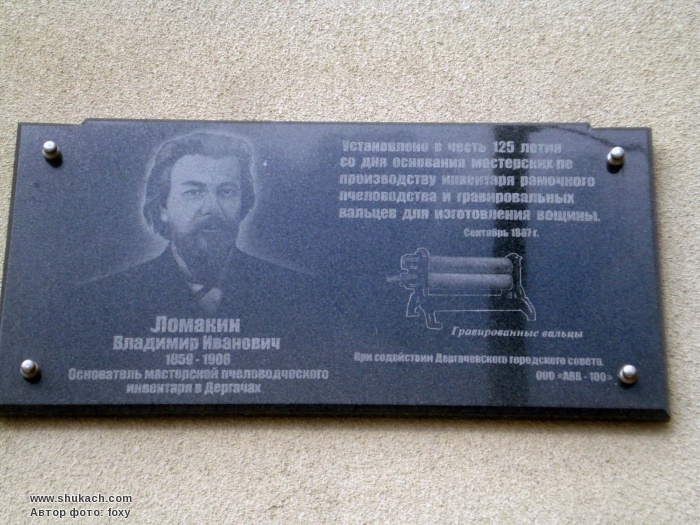 Установлено в честь 125 летия
со дня основания мастерских по
производству инвентаря рамочного
пчеловодства и гравировальных
вальцев для изготовления вощины.
Сентябрь 1887 г.
Гравированные вальцы
Ломакин
Владимир Иванович
1859 - 1906
Основатель мастерской пчеловодческого
инвентаря в Дергачах
При содействии Дергачевского городского совета
ООО «АВВ - 100»
www.shukach.com
Автор фото: foxy